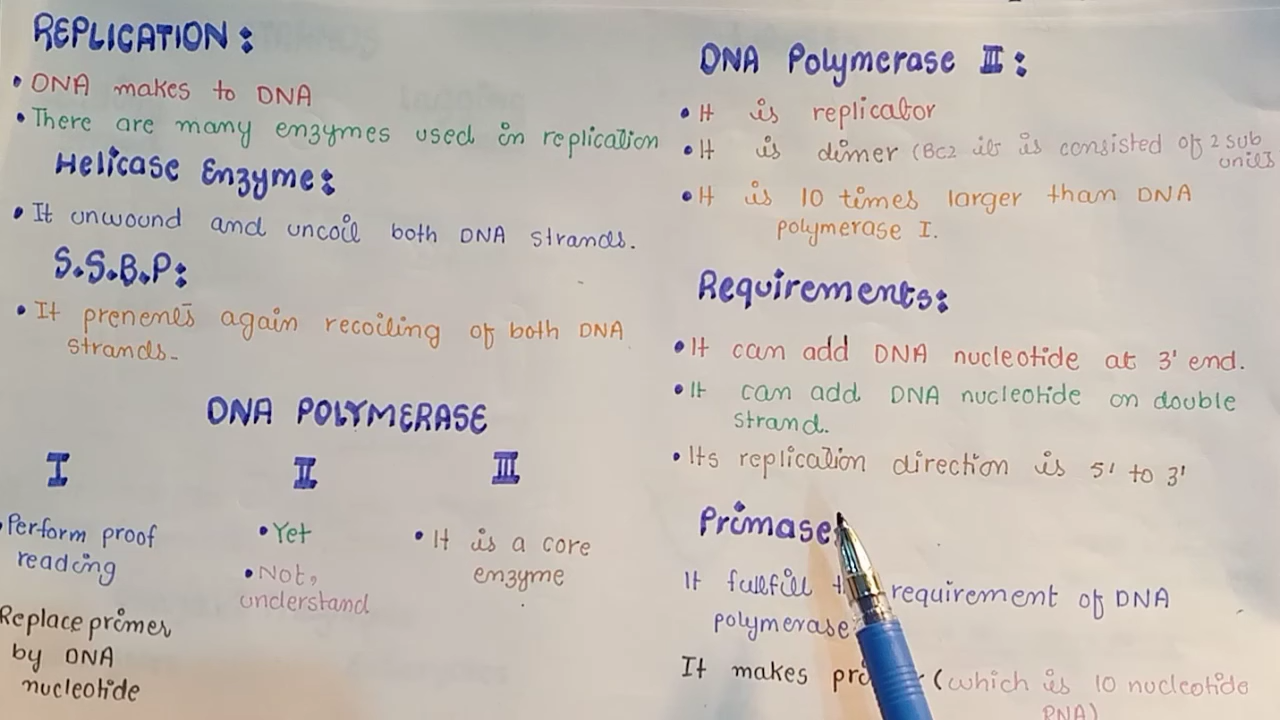 REPLICATION:
• DNA makes to DNA
• There are many enzymes used in replication
Helicase Enzyme:
• It unwound and uncoil both DNA strands.
S.S.B.P:
• It again recoiling of both DNA
strands.
DNA POLYMERASE
I II III
Perform proof
reading
Replace primer
by DNA
nucleotide
• Yet
• Not,
understand
• It is a core
enzyme
DNA Polymerase III:
• It is replicator
• It is dimer (BC2 it is consisted of 2 sub
units
• It is 10 times larger than DNA
polymerase I.
Requirements:
• It can add DNA nucleotide at 3' end.
• It can add DNA nucleotide on double
strand.
• Its replication direction is 5' to 3'
Primase
It fulfill requirement of DNA
polymerase
It makes (which is 10 nucleotide
RNA)